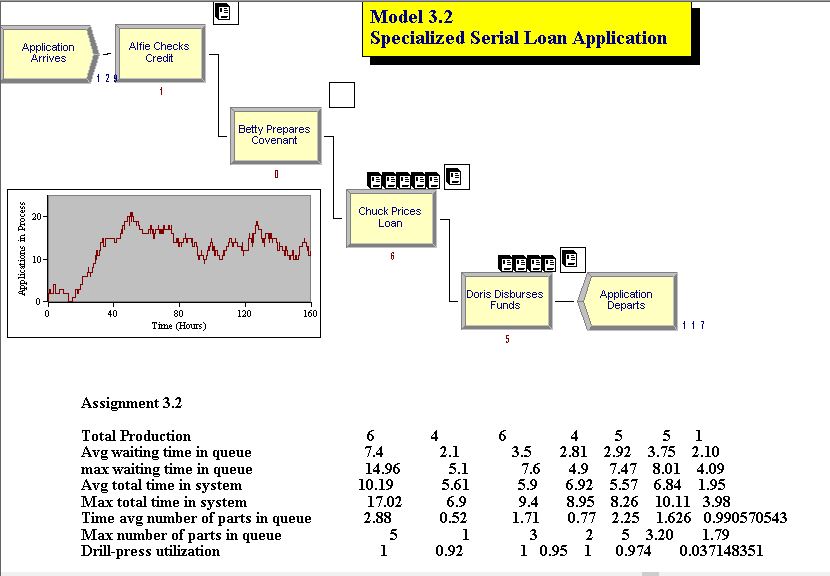 Model 3.2
Specialized Serial Loan Application
Application
Arrives
129
Alfie Checks
Credit
1
Betty Prepares
Covenant
0
Chuck Prices
Loan
6
Doris Disburses
Funds
5
Application
Departs
117
Applications in Process
20
10
0
0 40 80 120 160
Time (Hours)
Assignment 3.2
Total Production 6 4 6 4 5 5 1
Avg waiting time in queue 7.4 2.1 3.5 2.81 2.92 3.75 2.10
max waiting time in queue 14.96 5.1 7.6 4.9 7.47 8.01 4.09
Avg total time in system 10.19 5.61 5.9 6.92 5.57 6.84 1.95
Max total time in system 17.02 6.9 9.4 8.95 8.26 10.11 3.98
Time avg number of parts in queue 2.88 0.52 1.71 0.77 2.25 1.626 0.990570543
Max number of parts in queue 5 1 3 2 5 3.20 1.79
Drill-press utilization 1 0.92 1 0.95 1 0.974 0.037148351